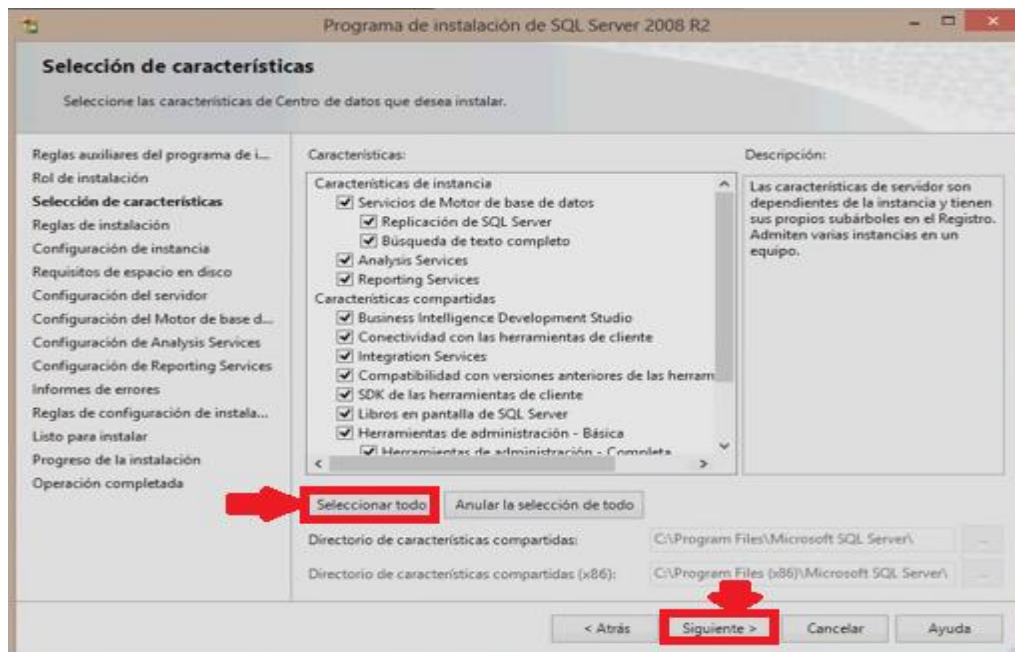 Programa de instalación de SQL Server 2008 R2
Selección de características
Seleccione las características de Centro de datos que desea instalar.
Reglas auxiliares del programa de i...
Rol de instalación
Selección de características
Reglas de instalación
Configuración de instancia
Requisitos de espacio en disco
Configuración del servidor
Configuración del Motor de base d...
Configuración de Analysis Services
Configuración de Reporting Services
Informes de errores
Reglas de configuración de instala...
Listo para instalar
Progreso de la instalación
Operación completada
Características:
Características de instancia
Servicios de Motor de base de datos
Replicación de SQL Server
Búsqueda de texto completo
Analysis Services
Reporting Services
Características compartidas
Business Intelligence Development Studio
Conectividad con las herramientas de cliente
Integration Services
Compatibilidad con versiones anteriores de las herram
SDK de las herramientas de cliente
Libros en pantalla de SQL Server
Herramientas de administración - Básica
Herramientas de administración - Completa
Descripción:
Las características de servidor son
dependientes de la instancia y tienen
sus propios subárboles en el Registro.
Admiten varias instancias en un
equipo.
Seleccionar todo
Anular la selección de todo
Directorio de características compartidas:
C:\Program Files\Microsoft SQL Server\
...
Directorio de características compartidas (x86):
C:\Program Files (x86)\Microsoft SQL Server\
...
< Atrás
Siguiente >
Cancelar
Ayuda